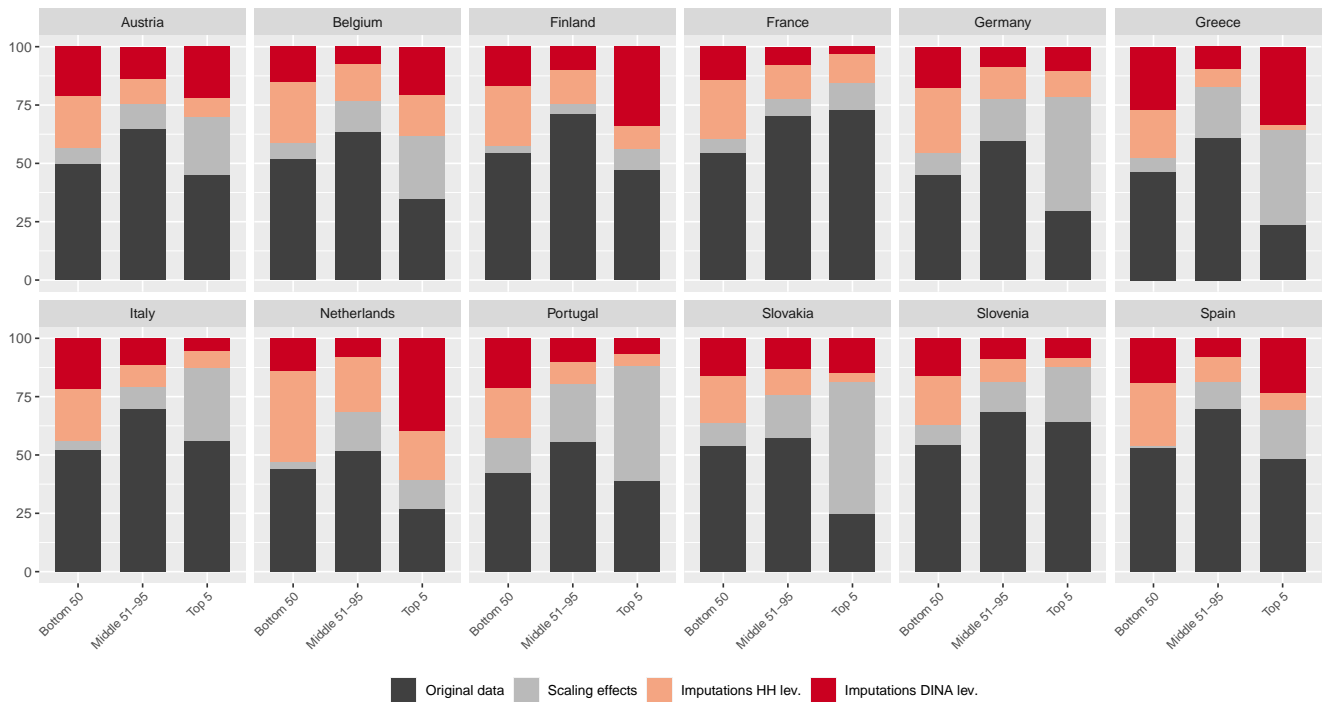 Austria
Belgium
Finland
France
Germany
Greece
100
75
50
25
0
Italy
Netherlands
Portugal
Slovakia
Slovenia
Spain
100
75
50
25
0
Bottom 50
Middle 51–95
Top 5
Bottom 50
Middle 51–95
Top 5
Bottom 50
Middle 51–95
Top 5
Bottom 50
Middle 51–95
Top 5
Bottom 50
Middle 51–95
Top 5
Bottom 50
Middle 51–95
Top 5
Original data
Scaling effects
Imputations HH lev.
Imputations DINA lev.